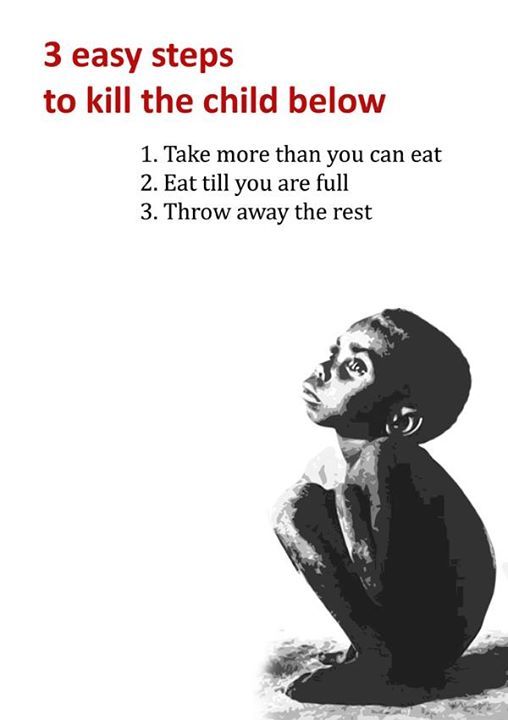 3 easy steps
to kill the child below
1. Take more than you can eat
2. Eat till you are full
3. Throw away the rest